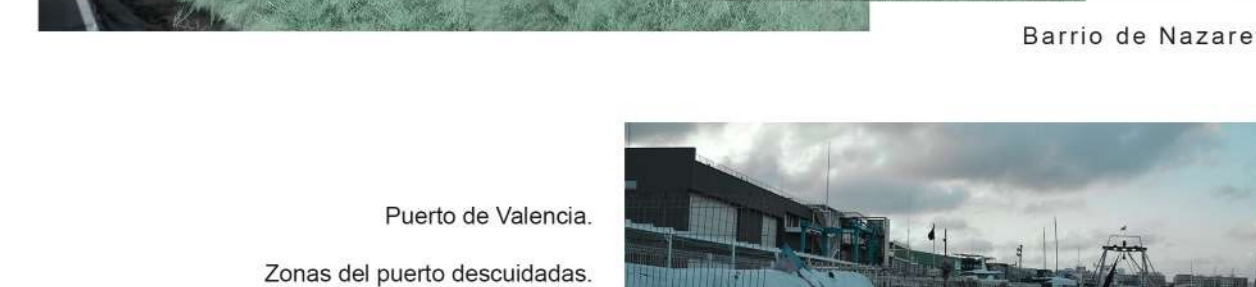 Barrio de Nazare
Puerto de Valencia.
Zonas del puerto descuidadas.